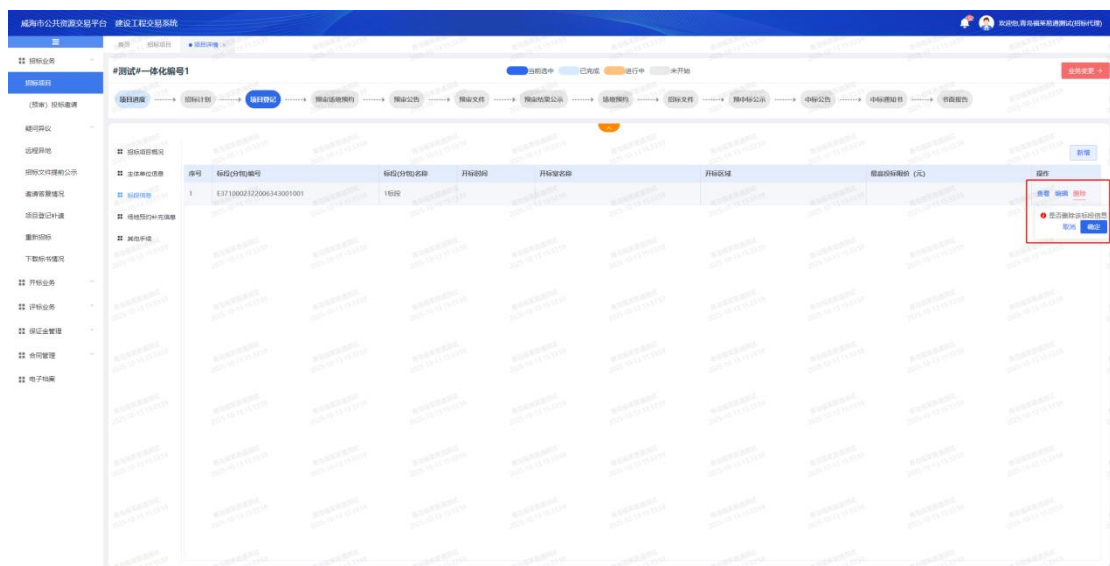 威海市公共资源交易平台 建设工程交易系统
欢迎您,青岛福莱易通测试(招标代理)
首页 招标项目 项目详情 ×
招标业务
招标项目
(预审) 投标邀请
疑问异议
远程异地
招标文件提前公示
邀请答复情况
项目登记补遗
重新招标
下载标书情况
开标业务
评标业务
保证金管理
合同管理
电子档案
#测试#一体化编号1
当前选中 已完成 进行中 未开始
业务变更
项目进度 招标计划 项目登记 预审场地预约 预审公告 预审文件 预审结果公示 场地预约 招标文件 预中标公示 中标公告 中标通知书 书面报告
招标项目概况
主体单位信息
标段信息
场地预约补充信息
其他手续
新增
序号 标段(分包)编号 标段(分包)名称 开标时间 开标室名称 开标区域 最高投标限价 (元) 操作
1 E3710002322006343001001 1标段 查看 编辑 删除
是否删除该标段信息
取消 确定